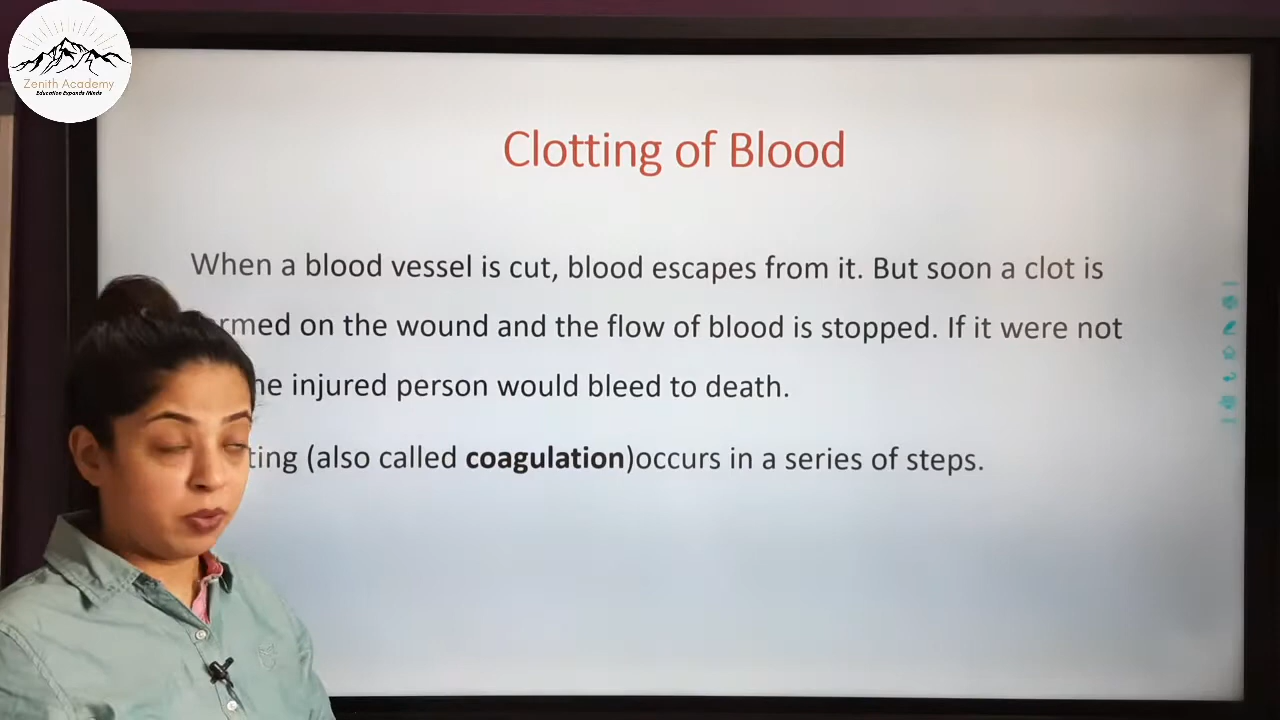 Zenith Academy
Education Expands Minds
Clotting of Blood
When a blood vessel is cut, blood escapes from it. But soon a clot is
rmed on the wound and the flow of blood is stopped. If it were not
he injured person would bleed to death.
ting (also called coagulation)occurs in a series of steps.